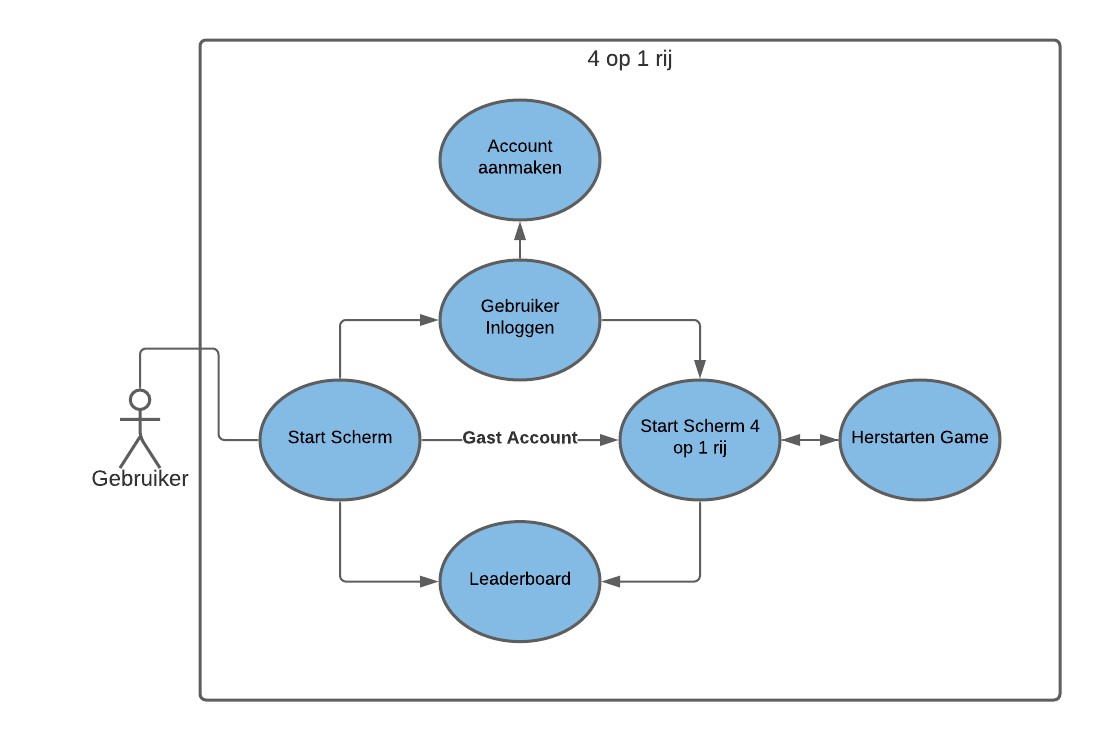 4 op 1 rij
Account
aanmaken
Gebruiker
Inloggen
Start Scherm
Gast Account
Start Scherm 4
op 1 rij
Herstarten Game
Gebruiker
Leaderboard